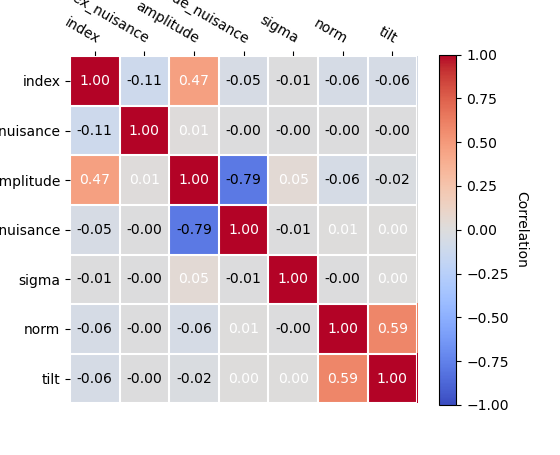 index
ex_nuisance
amplitude
de_nuisance
sigma
norm
tilt
index 1.00 -0.11 0.47 -0.05 -0.01 -0.06 -0.06
nuisance -0.11 1.00 0.01 -0.00 -0.00 -0.00 -0.00
mplitude 0.47 0.01 1.00 -0.79 0.05 -0.06 -0.02
nuisance -0.05 -0.00 -0.79 1.00 -0.01 0.01 0.00
sigma -0.01 -0.00 0.05 -0.01 1.00 -0.00 0.00
norm -0.06 -0.00 -0.06 0.01 -0.00 1.00 0.59
tilt -0.06 -0.00 -0.02 0.00 0.00 0.59 1.00
1.00
0.75
0.50
0.25
0.00
−0.25
−0.50
−0.75
−1.00
Correlation